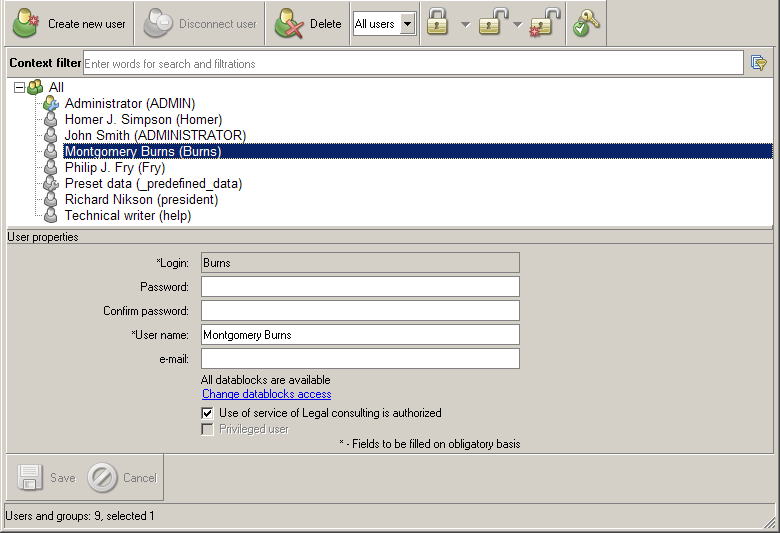 Create new user Disconnect user Delete All users
Context filter Enter words for search and filtrations
All
Administrator (ADMIN)
Homer J. Simpson (Homer)
John Smith (ADMINISTRATOR)
Montgomery Burns (Burns)
Philip J. Fry (Fry)
Preset data (_predefined_data)
Richard Nikson (president)
Technical writer (help)
User properties
*Login: Burns
Password:
Confirm password:
*User name: Montgomery Burns
e-mail:
All datablocks are available
Change datablocks access
Use of service of Legal consulting is authorized
Privileged user
* - Fields to be filled on obligatory basis
Save Cancel
Users and groups: 9, selected 1